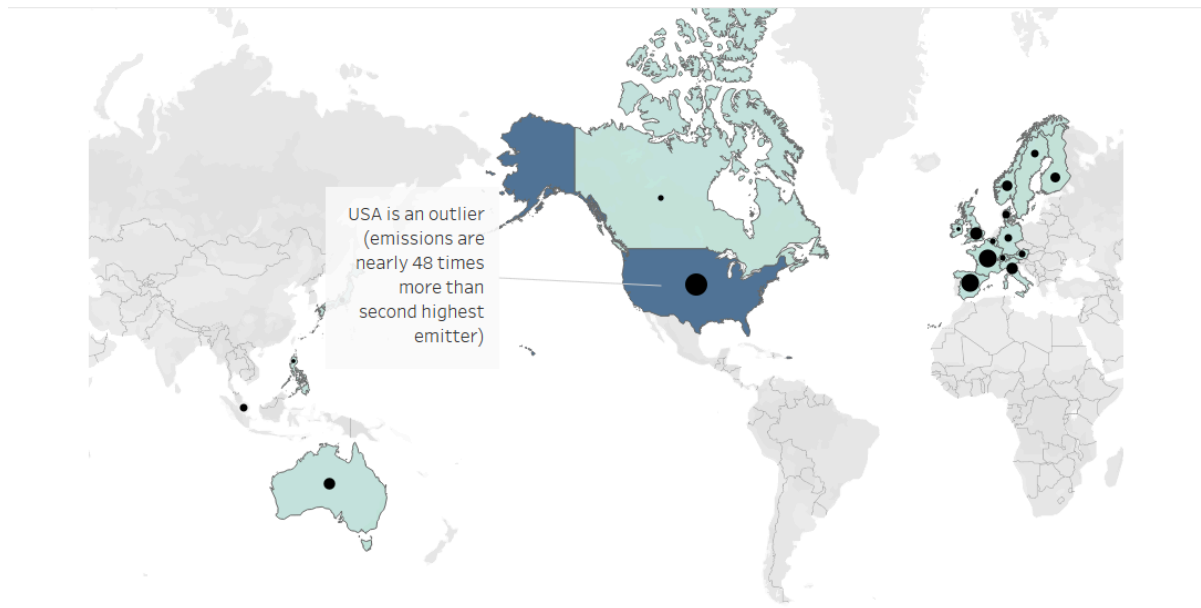 USA is an outlier
(emissions are
nearly 48 times
more than
second highest
emitter)